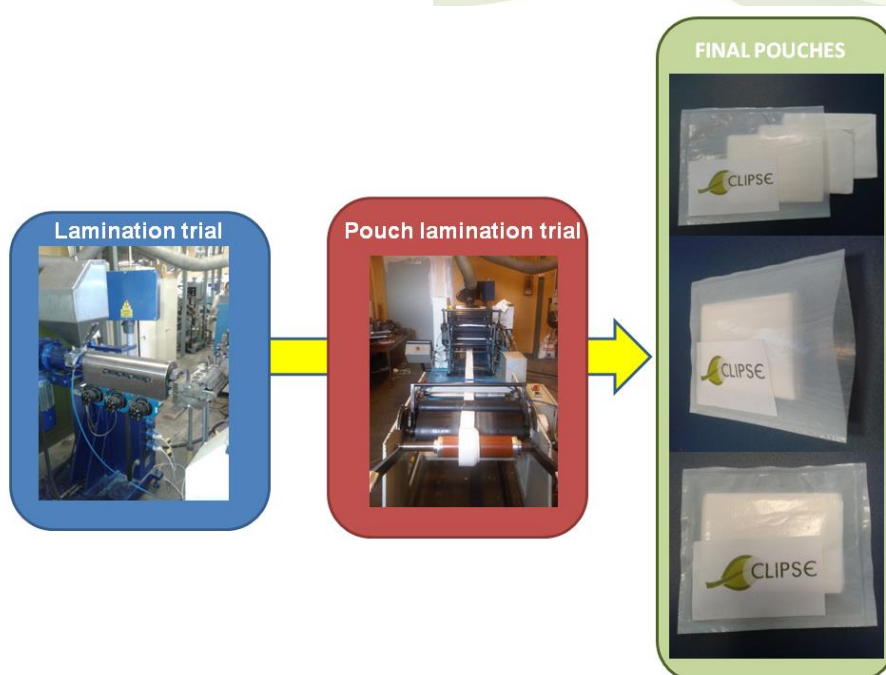 FINAL POUCHES
Lamination trial
Pouch lamination trial
CLIPSE
CLIPSE
CLIPSE